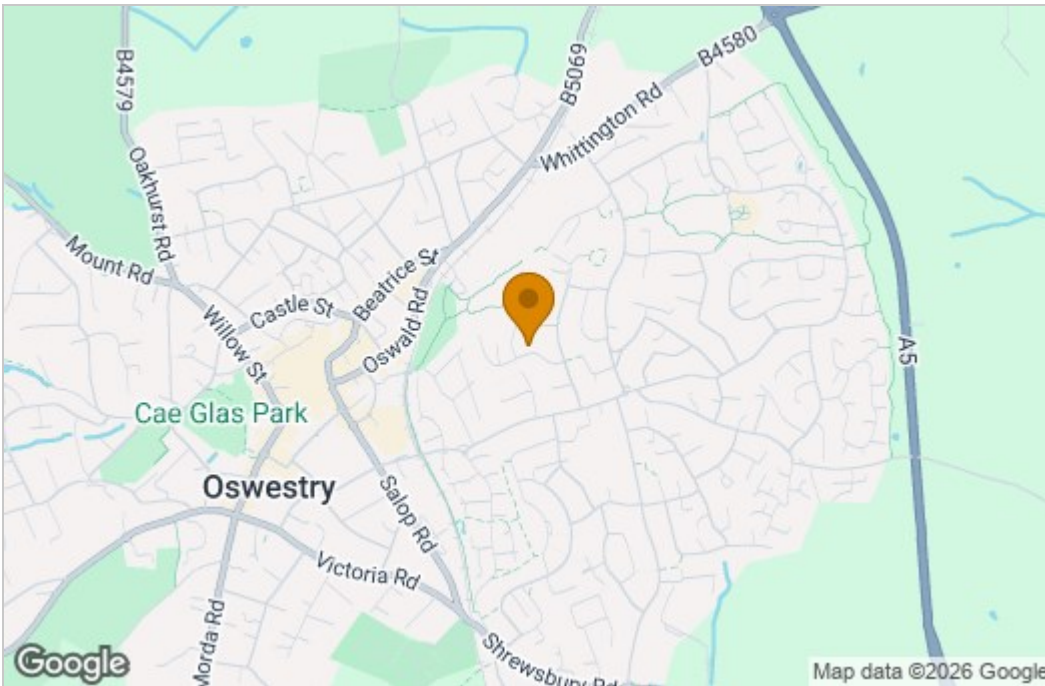 B4579
B5069
B4580
Whittington Rd
Oakhurst Rd
Mount Rd
Beatrice St
Castle St
Willow St
Oswald Rd
A5
Cae Glas Park
Oswestry
Salop Rd
Victoria Rd
Morda Rd
Shrewsbury Rd
Google
Map data ©2026 Google